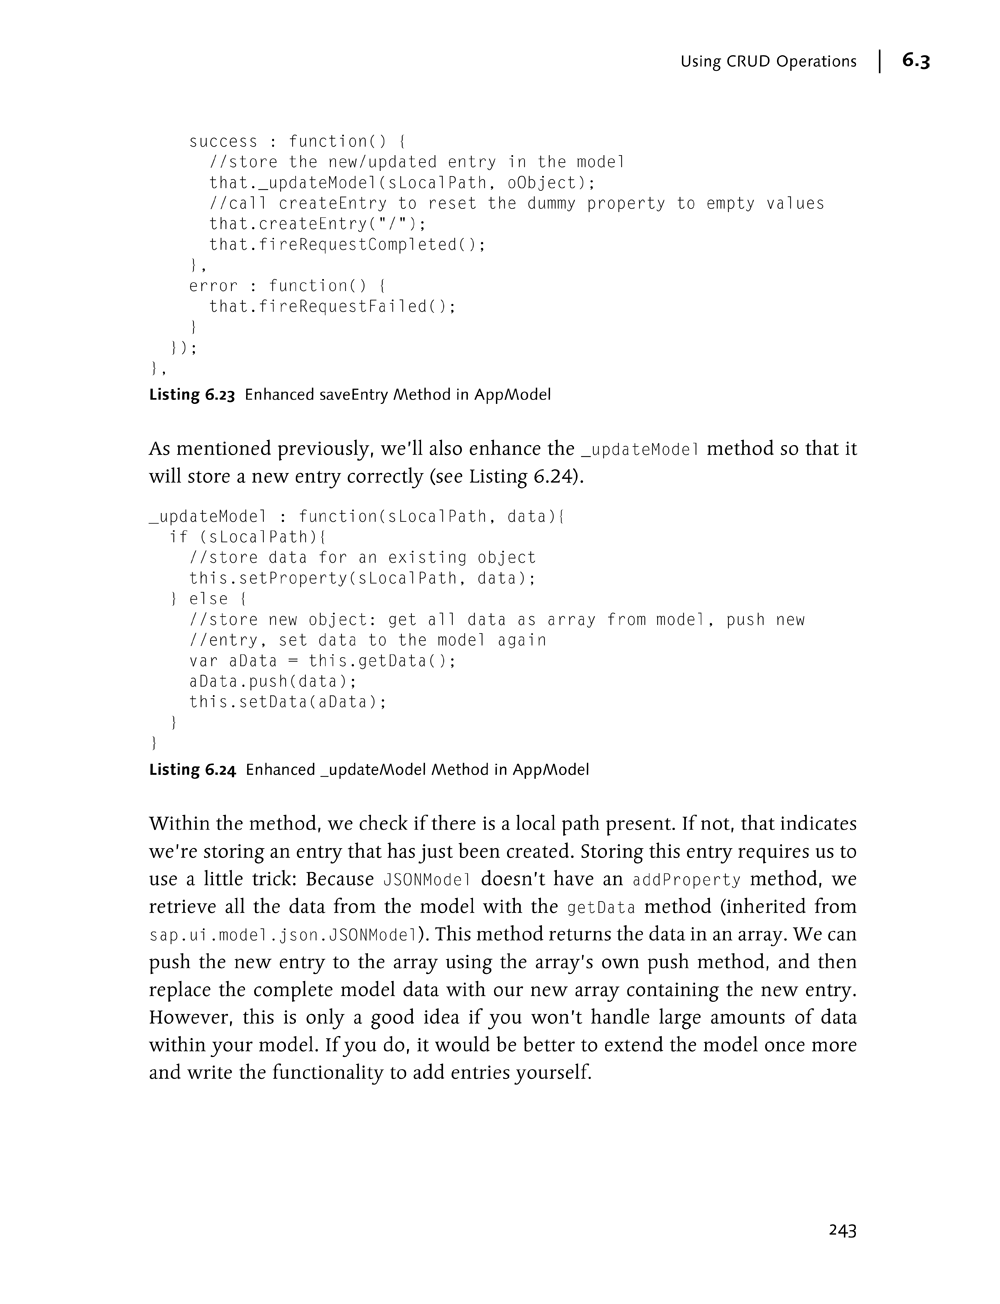 Using CRUD Operations | 6.3
success : function() {
//store the new/updated entry in the model
that._updateModel(sLocalPath, oObject);
//call createEntry to reset the dummy property to empty values
that.createEntry("/");
that.fireRequestCompleted();
},
error : function() {
that.fireRequestFailed();
}
});
},
Listing 6.23 Enhanced saveEntry Method in AppModel
As mentioned previously, we'll also enhance the _updateModel method so that it
will store a new entry correctly (see Listing 6.24).
_updateModel : function(sLocalPath, data){
if (sLocalPath){
//store data for an existing object
this.setProperty(sLocalPath, data);
} else {
//store new object: get all data as array from model, push new
//entry, set data to the model again
var aData = this.getData();
aData.push(data);
this.setData(aData);
}
}
Listing 6.24 Enhanced _updateModel Method in AppModel
Within the method, we check if there is a local path present. If not, that indicates
we're storing an entry that has just been created. Storing this entry requires us to
use a little trick: Because JSONModel doesn't have an addProperty method, we
retrieve all the data from the model with the getData method (inherited from
sap.ui.model.json.JSONModel). This method returns the data in an array. We can
push the new entry to the array using the array's own push method, and then
replace the complete model data with our new array containing the new entry.
However, this is only a good idea if you won't handle large amounts of data
within your model. If you do, it would be better to extend the model once more
and write the functionality to add entries yourself.
243